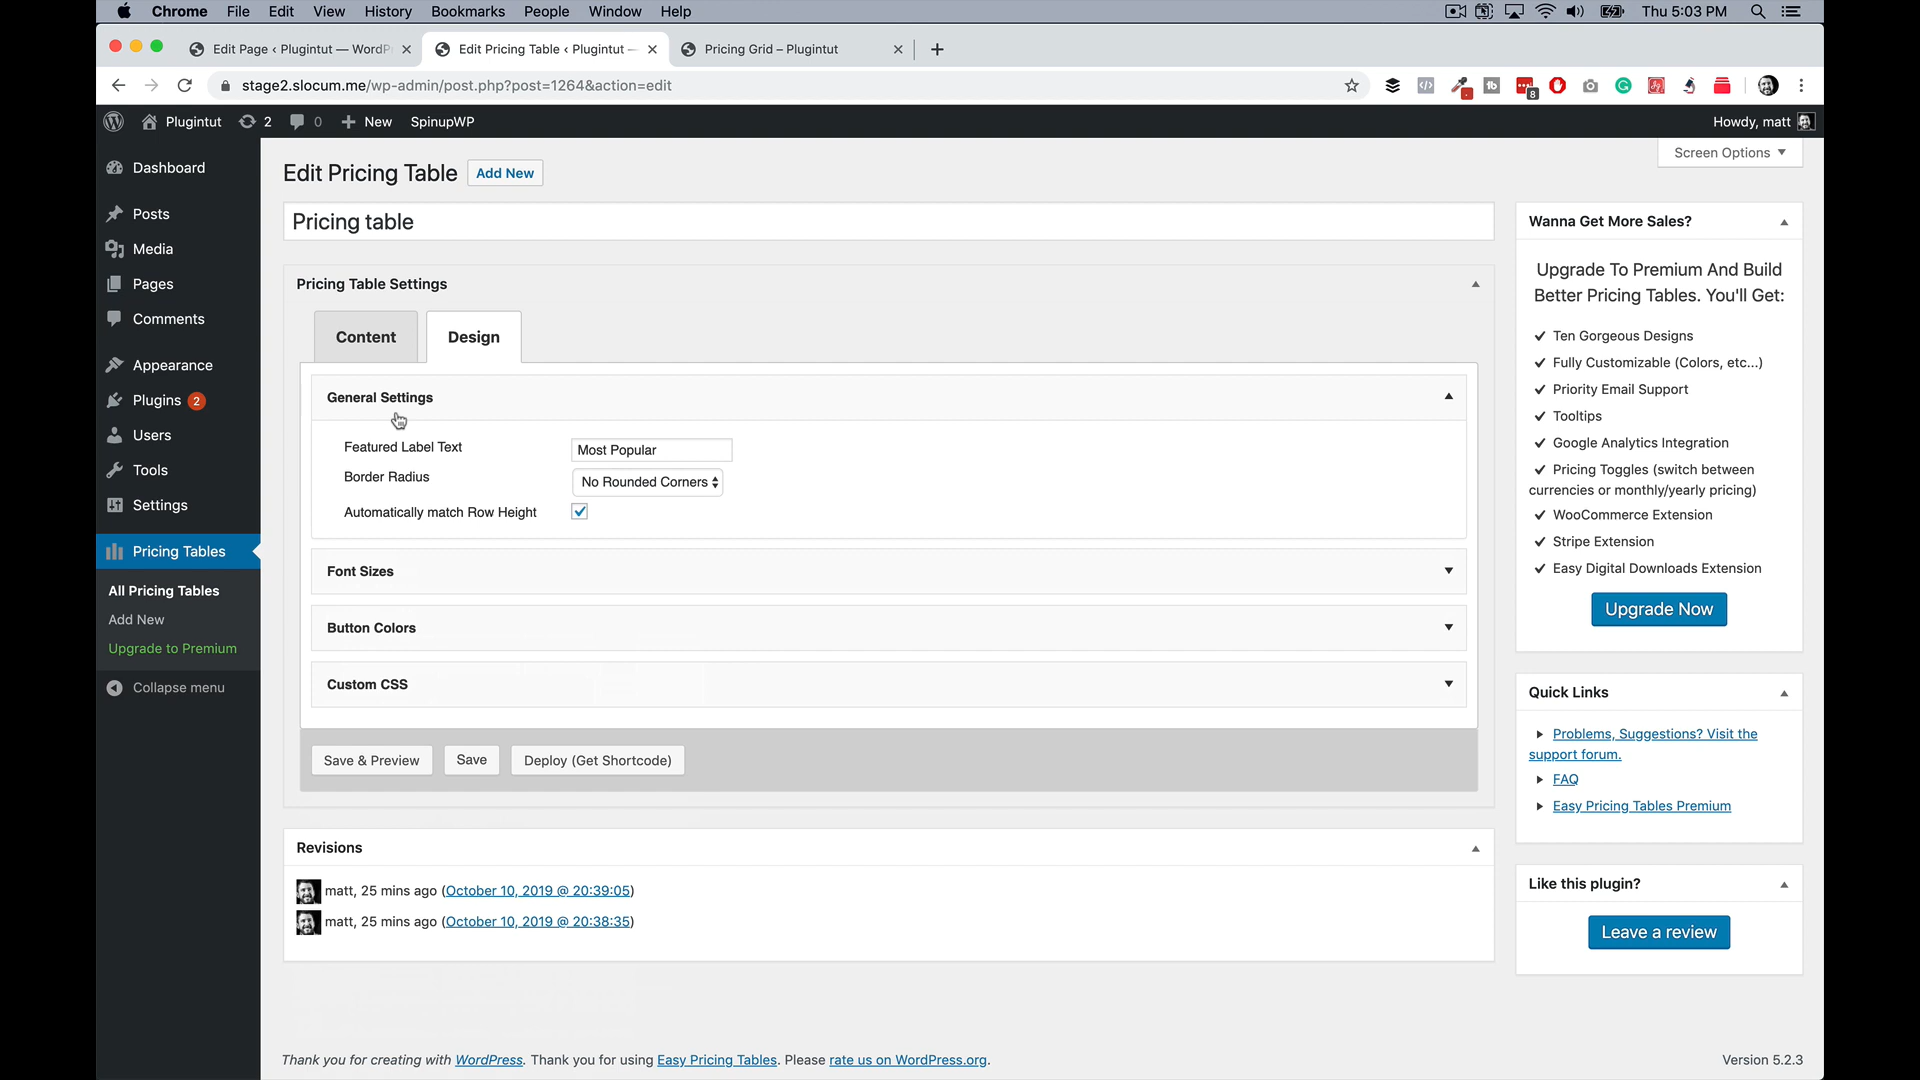 Chrome File Edit View History Bookmarks People Window Help Thu 5:03 PM
Edit Page ‹ Plugintut — WordP Edit Pricing Table ‹ Plugintut — Pricing Grid – Plugintut
stage2.slocum.me/wp-admin/post.php?post=1264&action=edit 8
Plugintut 2 0 New SpinupWP Howdy, matt
Screen Options
Dashboard
Posts
Media
Pages
Comments
Appearance
Plugins 2
Users
Tools
Settings
Pricing Tables
All Pricing Tables
Add New
Upgrade to Premium
Collapse menu
Edit Pricing Table Add New
Pricing table
Pricing Table Settings
Content Design
General Settings
Featured Label Text Most Popular
Border Radius No Rounded Corners
Automatically match Row Height
Font Sizes
Button Colors
Custom CSS
Save & Preview Save Deploy (Get Shortcode)
Revisions
matt, 25 mins ago (October 10, 2019 @ 20:39:05)
matt, 25 mins ago (October 10, 2019 @ 20:38:35)
Wanna Get More Sales?
Upgrade To Premium And Build
Better Pricing Tables. You'll Get:
Ten Gorgeous Designs
Fully Customizable (Colors, etc...)
Priority Email Support
Tooltips
Google Analytics Integration
Pricing Toggles (switch between
currencies or monthly/yearly pricing)
WooCommerce Extension
Stripe Extension
Easy Digital Downloads Extension
Upgrade Now
Quick Links
Problems, Suggestions? Visit the
support forum.
FAQ
Easy Pricing Tables Premium
Like this plugin?
Leave a review
Thank you for creating with WordPress. Thank you for using Easy Pricing Tables. Please rate us on WordPress.org. Version 5.2.3